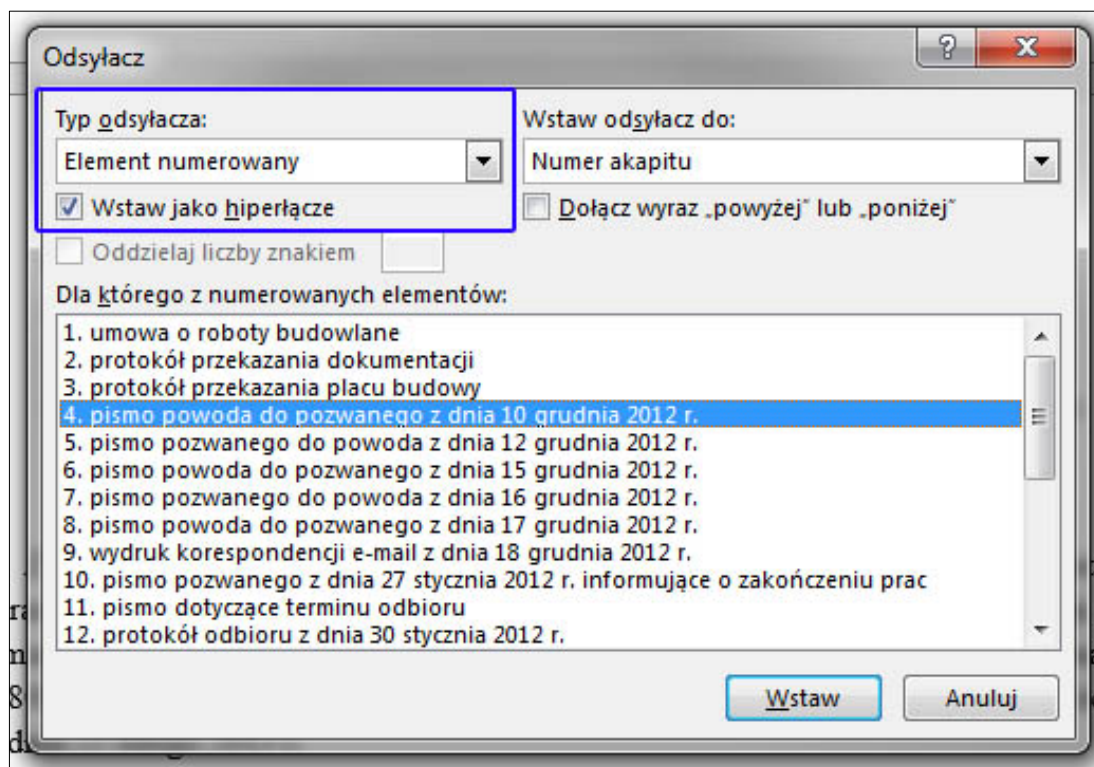 Odsyłacz
Typ odsyłacza:
Wstaw odsyłacz do:
Element numerowany
Numer akapitu
Wstaw jako hiperłącze
Dołącz wyraz „powyżej” lub „poniżej”
Oddzielaj liczby znakiem
Dla którego z numerowanych elementów:
1. umowa o roboty budowlane
2. protokół przekazania dokumentacji
3. protokół przekazania placu budowy
4. pismo powoda do pozwanego z dnia 10 grudnia 2012 r.
5. pismo pozwanego do powoda z dnia 12 grudnia 2012 r.
6. pismo powoda do pozwanego z dnia 15 grudnia 2012 r.
7. pismo pozwanego do powoda z dnia 16 grudnia 2012 r.
8. pismo powoda do pozwanego z dnia 17 grudnia 2012 r.
9. wydruk korespondencji e-mail z dnia 18 grudnia 2012 r.
10. pismo pozwanego z dnia 27 stycznia 2012 r. informujące o zakończeniu prac
11. pismo dotyczące terminu odbioru
12. protokół odbioru z dnia 30 stycznia 2012 r.
Wstaw
Anuluj